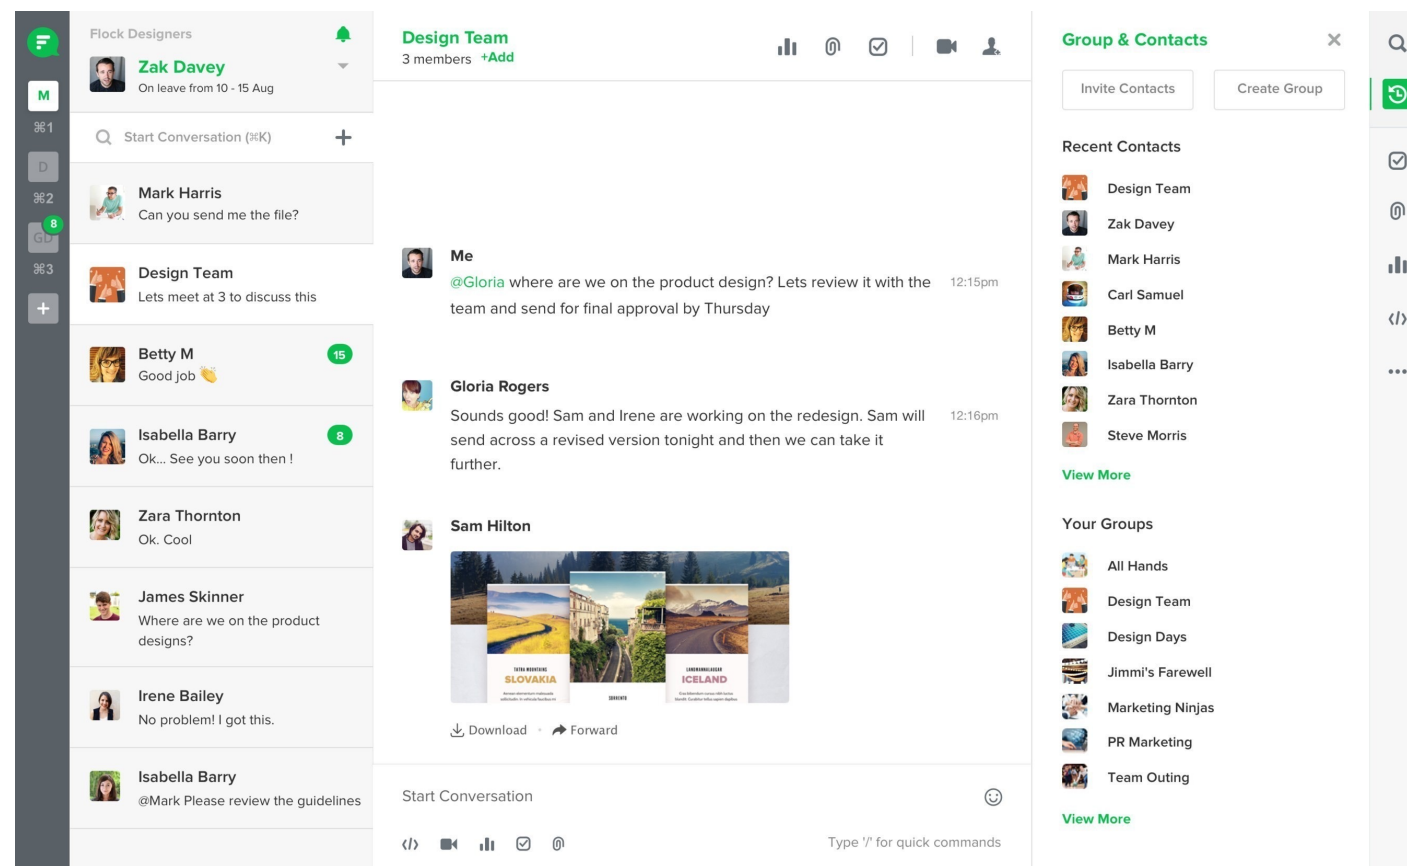 M
⌘1
D
⌘2
8
GD
⌘3
+
Flock Designers
Zak Davey
On leave from 10 - 15 Aug
Start Conversation (⌘K)
Mark Harris
Can you send me the file?
Design Team
Lets meet at 3 to discuss this
Betty M
15
Good job 👏
Isabella Barry
8
Ok... See you soon then !
Zara Thornton
Ok. Cool
James Skinner
Where are we on the product
designs?
Irene Bailey
No problem! I got this.
Isabella Barry
@Mark Please review the guidelines
Design Team
3 members +Add
Me
@Gloria where are we on the product design? Lets review it with the 12:15pm
team and send for final approval by Thursday
Gloria Rogers
Sounds good! Sam and Irene are working on the redesign. Sam will 12:16pm
send across a revised version tonight and then we can take it
further.
Sam Hilton
TATRA MOUNTAINS
SLOVAKIA
SORRENTO
LANDMANNALAUGAR
ICELAND
Download · Forward
Start Conversation
Type '/' for quick commands
Group & Contacts
Invite Contacts
Create Group
Recent Contacts
Design Team
Zak Davey
Mark Harris
Carl Samuel
Betty M
Isabella Barry
Zara Thornton
Steve Morris
View More
Your Groups
All Hands
Design Team
Design Days
Jimmi's Farewell
Marketing Ninjas
PR Marketing
Team Outing
View More